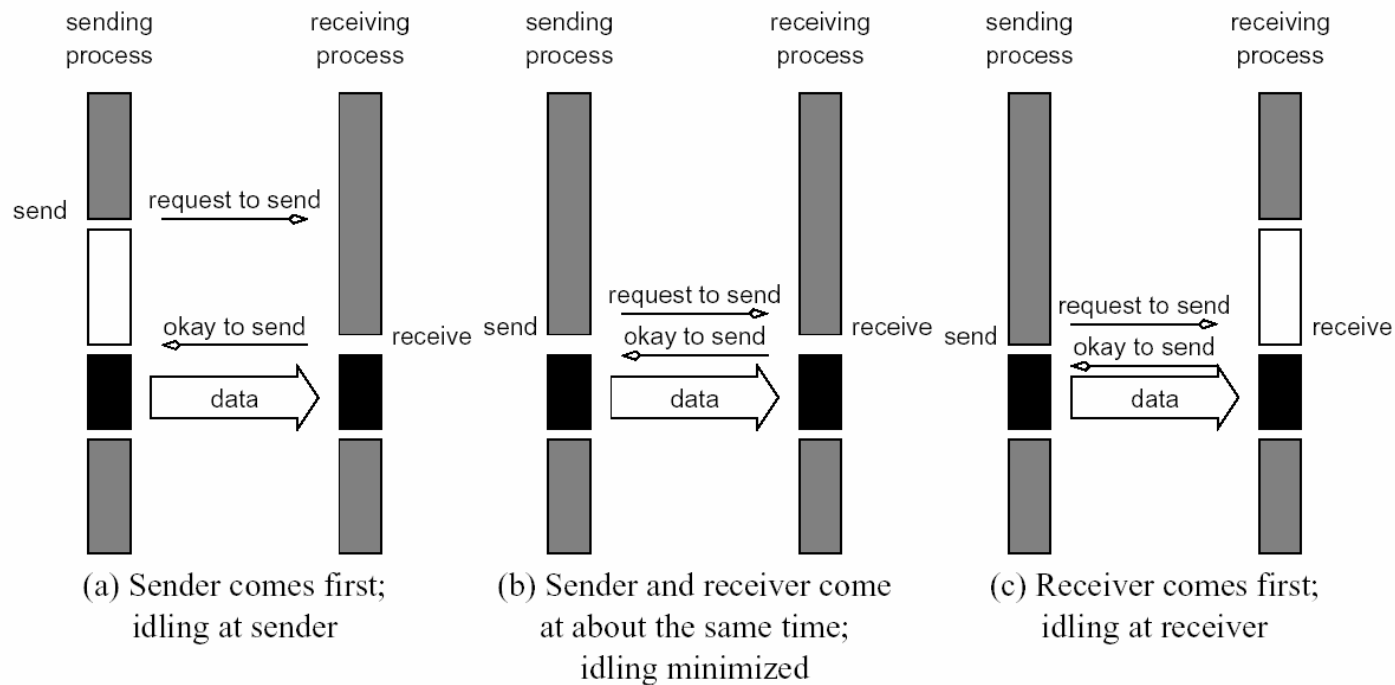 sending
process
receiving
process
send
request to send
okay to send
receive
data
(a) Sender comes first;
idling at sender
sending
process
receiving
process
request to send
send
okay to send
receive
data
(b) Sender and receiver come
at about the same time;
idling minimized
sending
process
receiving
process
request to send
send
okay to send
receive
data
(c) Receiver comes first;
idling at receiver